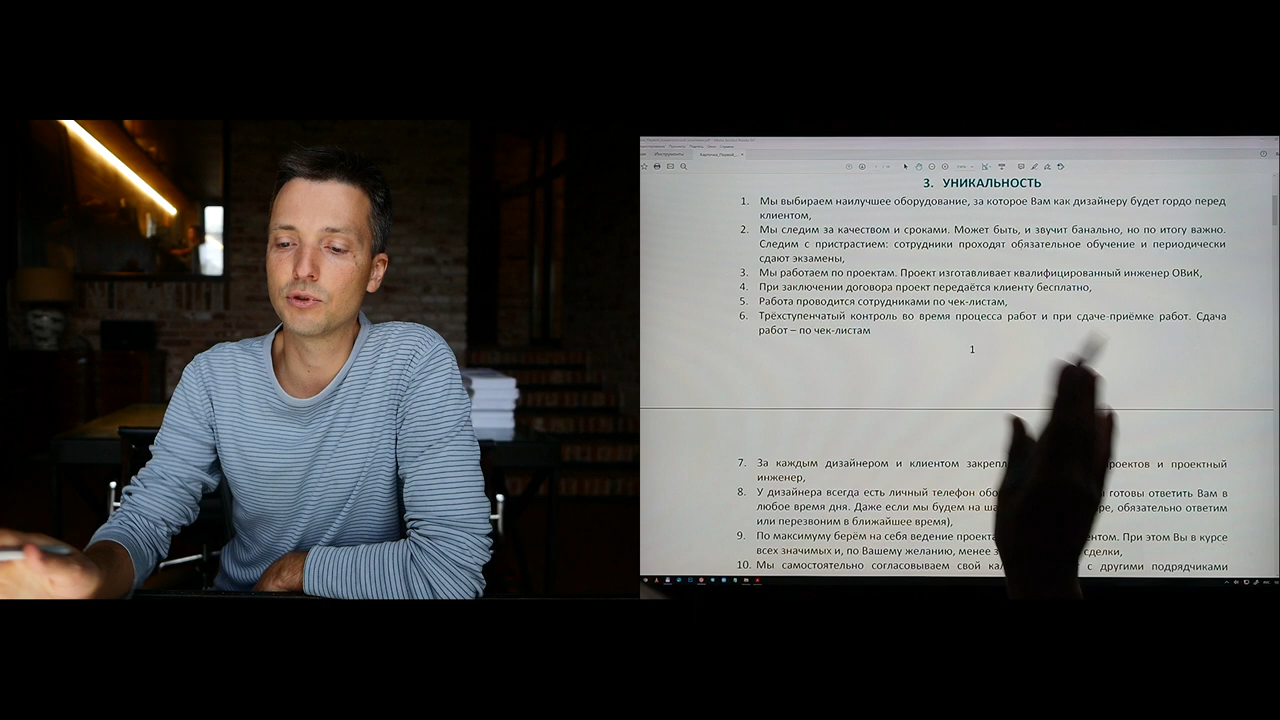 Инструменты
3. УНИКАЛЬНОСТЬ
1. Мы выбираем наилучшее оборудование, за которое Вам как дизайнеру будет гордо перед
клиентом,
2. Мы следим за качеством и сроками. Может быть, и звучит банально, но по итогу важно.
Следим с пристрастием: сотрудники проходят обязательное обучение и периодически
сдают экзамены,
3. Мы работаем по проектам. Проект изготавливает квалифицированный инженер ОВиК,
4. При заключении договора проект передаётся клиенту бесплатно,
5. Работа проводится сотрудниками по чек-листам,
6. Трёхступенчатый контроль во время процесса работ и при сдаче-приёмке работ. Сдача
работ – по чек-листам
1
7. За каждым дизайнером и клиентом закрепл проектов и проектный
инженер,
8. У дизайнера всегда есть личный телефон обо готовы ответить Вам в
любое время дня. Даже если мы будем на ша ре, обязательно ответим
или перезвоним в ближайшее время),
9. По максимуму берём на себя ведение проекта ентом. При этом Вы в курсе
всех значимых и, по Вашему желанию, менее з сделки,
10. Мы самостоятельно согласовываем свой кал с другими подрядчиками